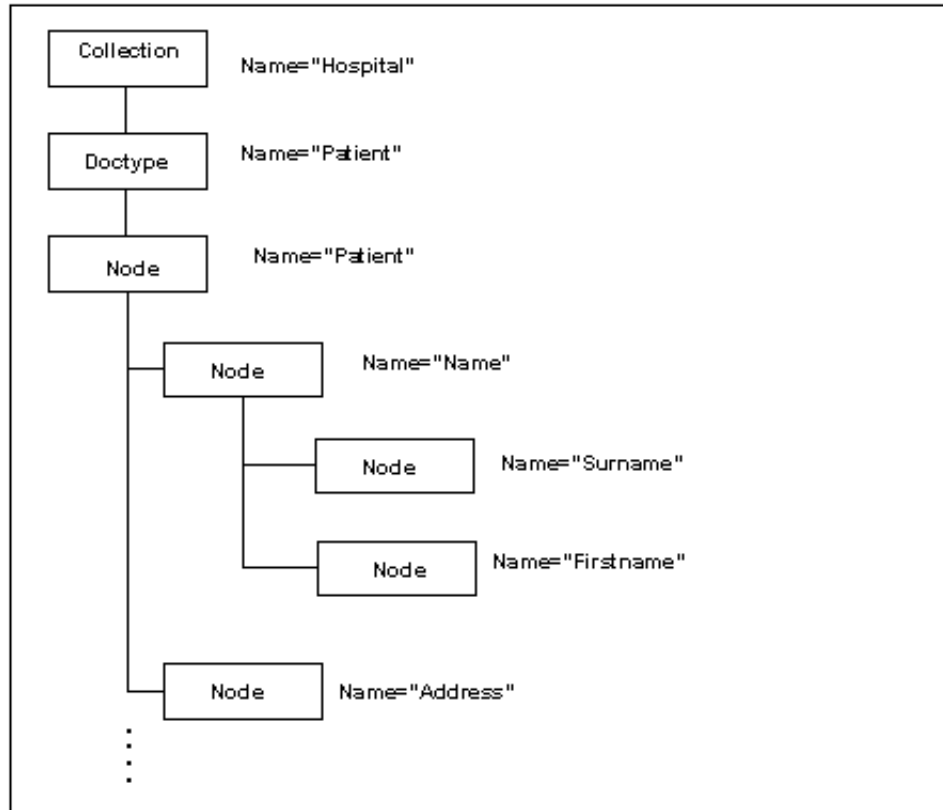 Collection
Name="Hospital"
Doctype
Name="Patient"
Node
Name="Patient"
Node
Name="Name"
Node
Name="Surname"
Node
Name="Firstname"
Node
Name="Address"